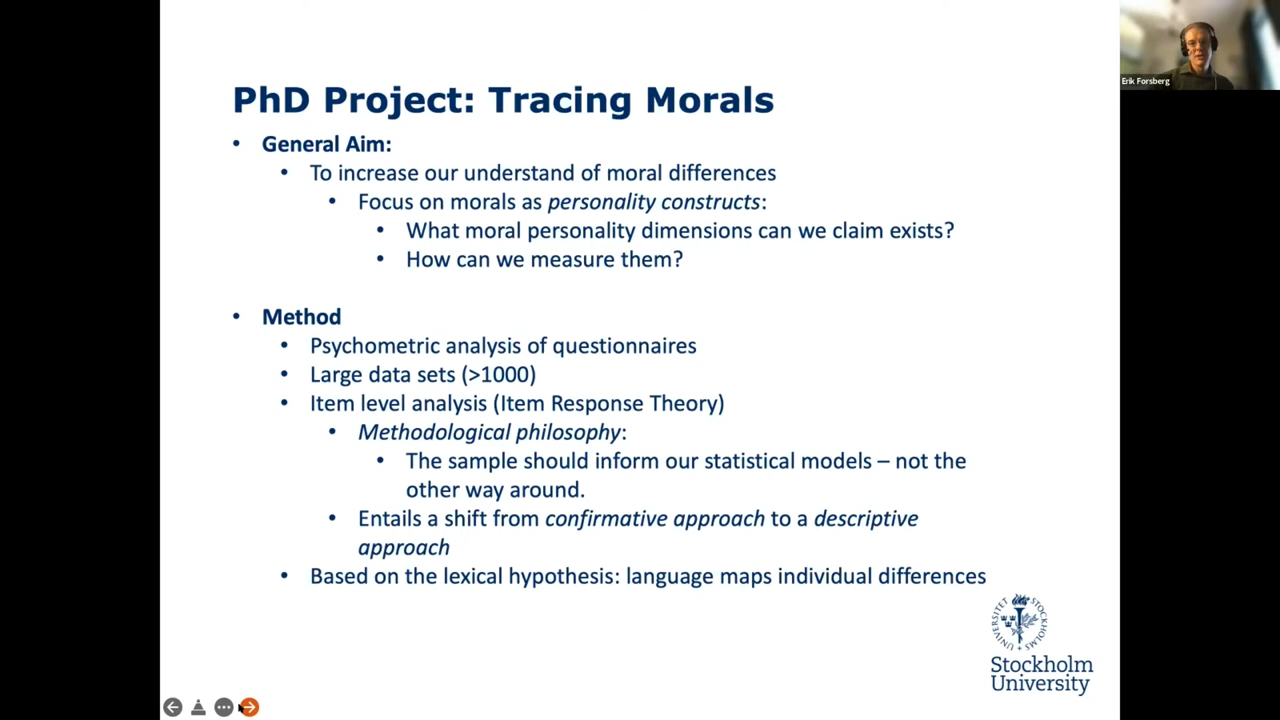 PhD Project: Tracing Morals
• General Aim:
• To increase our understand of moral differences
• Focus on morals as personality constructs:
• What moral personality dimensions can we claim exists?
• How can we measure them?
• Method
• Psychometric analysis of questionnaires
• Large data sets (>1000)
• Item level analysis (Item Response Theory)
• Methodological philosophy:
• The sample should inform our statistical models – not the
other way around.
• Entails a shift from confirmative approach to a descriptive
approach
• Based on the lexical hypothesis: language maps individual differences
STOCKHOLMS
UNIVERSITET
Stockholm
University
Erik Forsberg